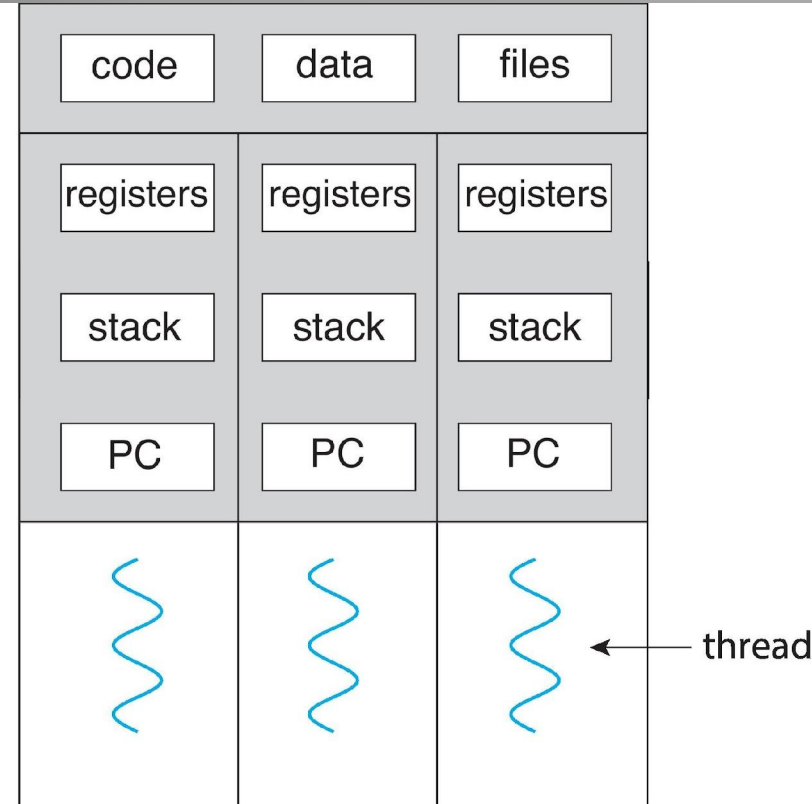 code data files
registers registers registers
stack stack stack
PC PC PC
thread